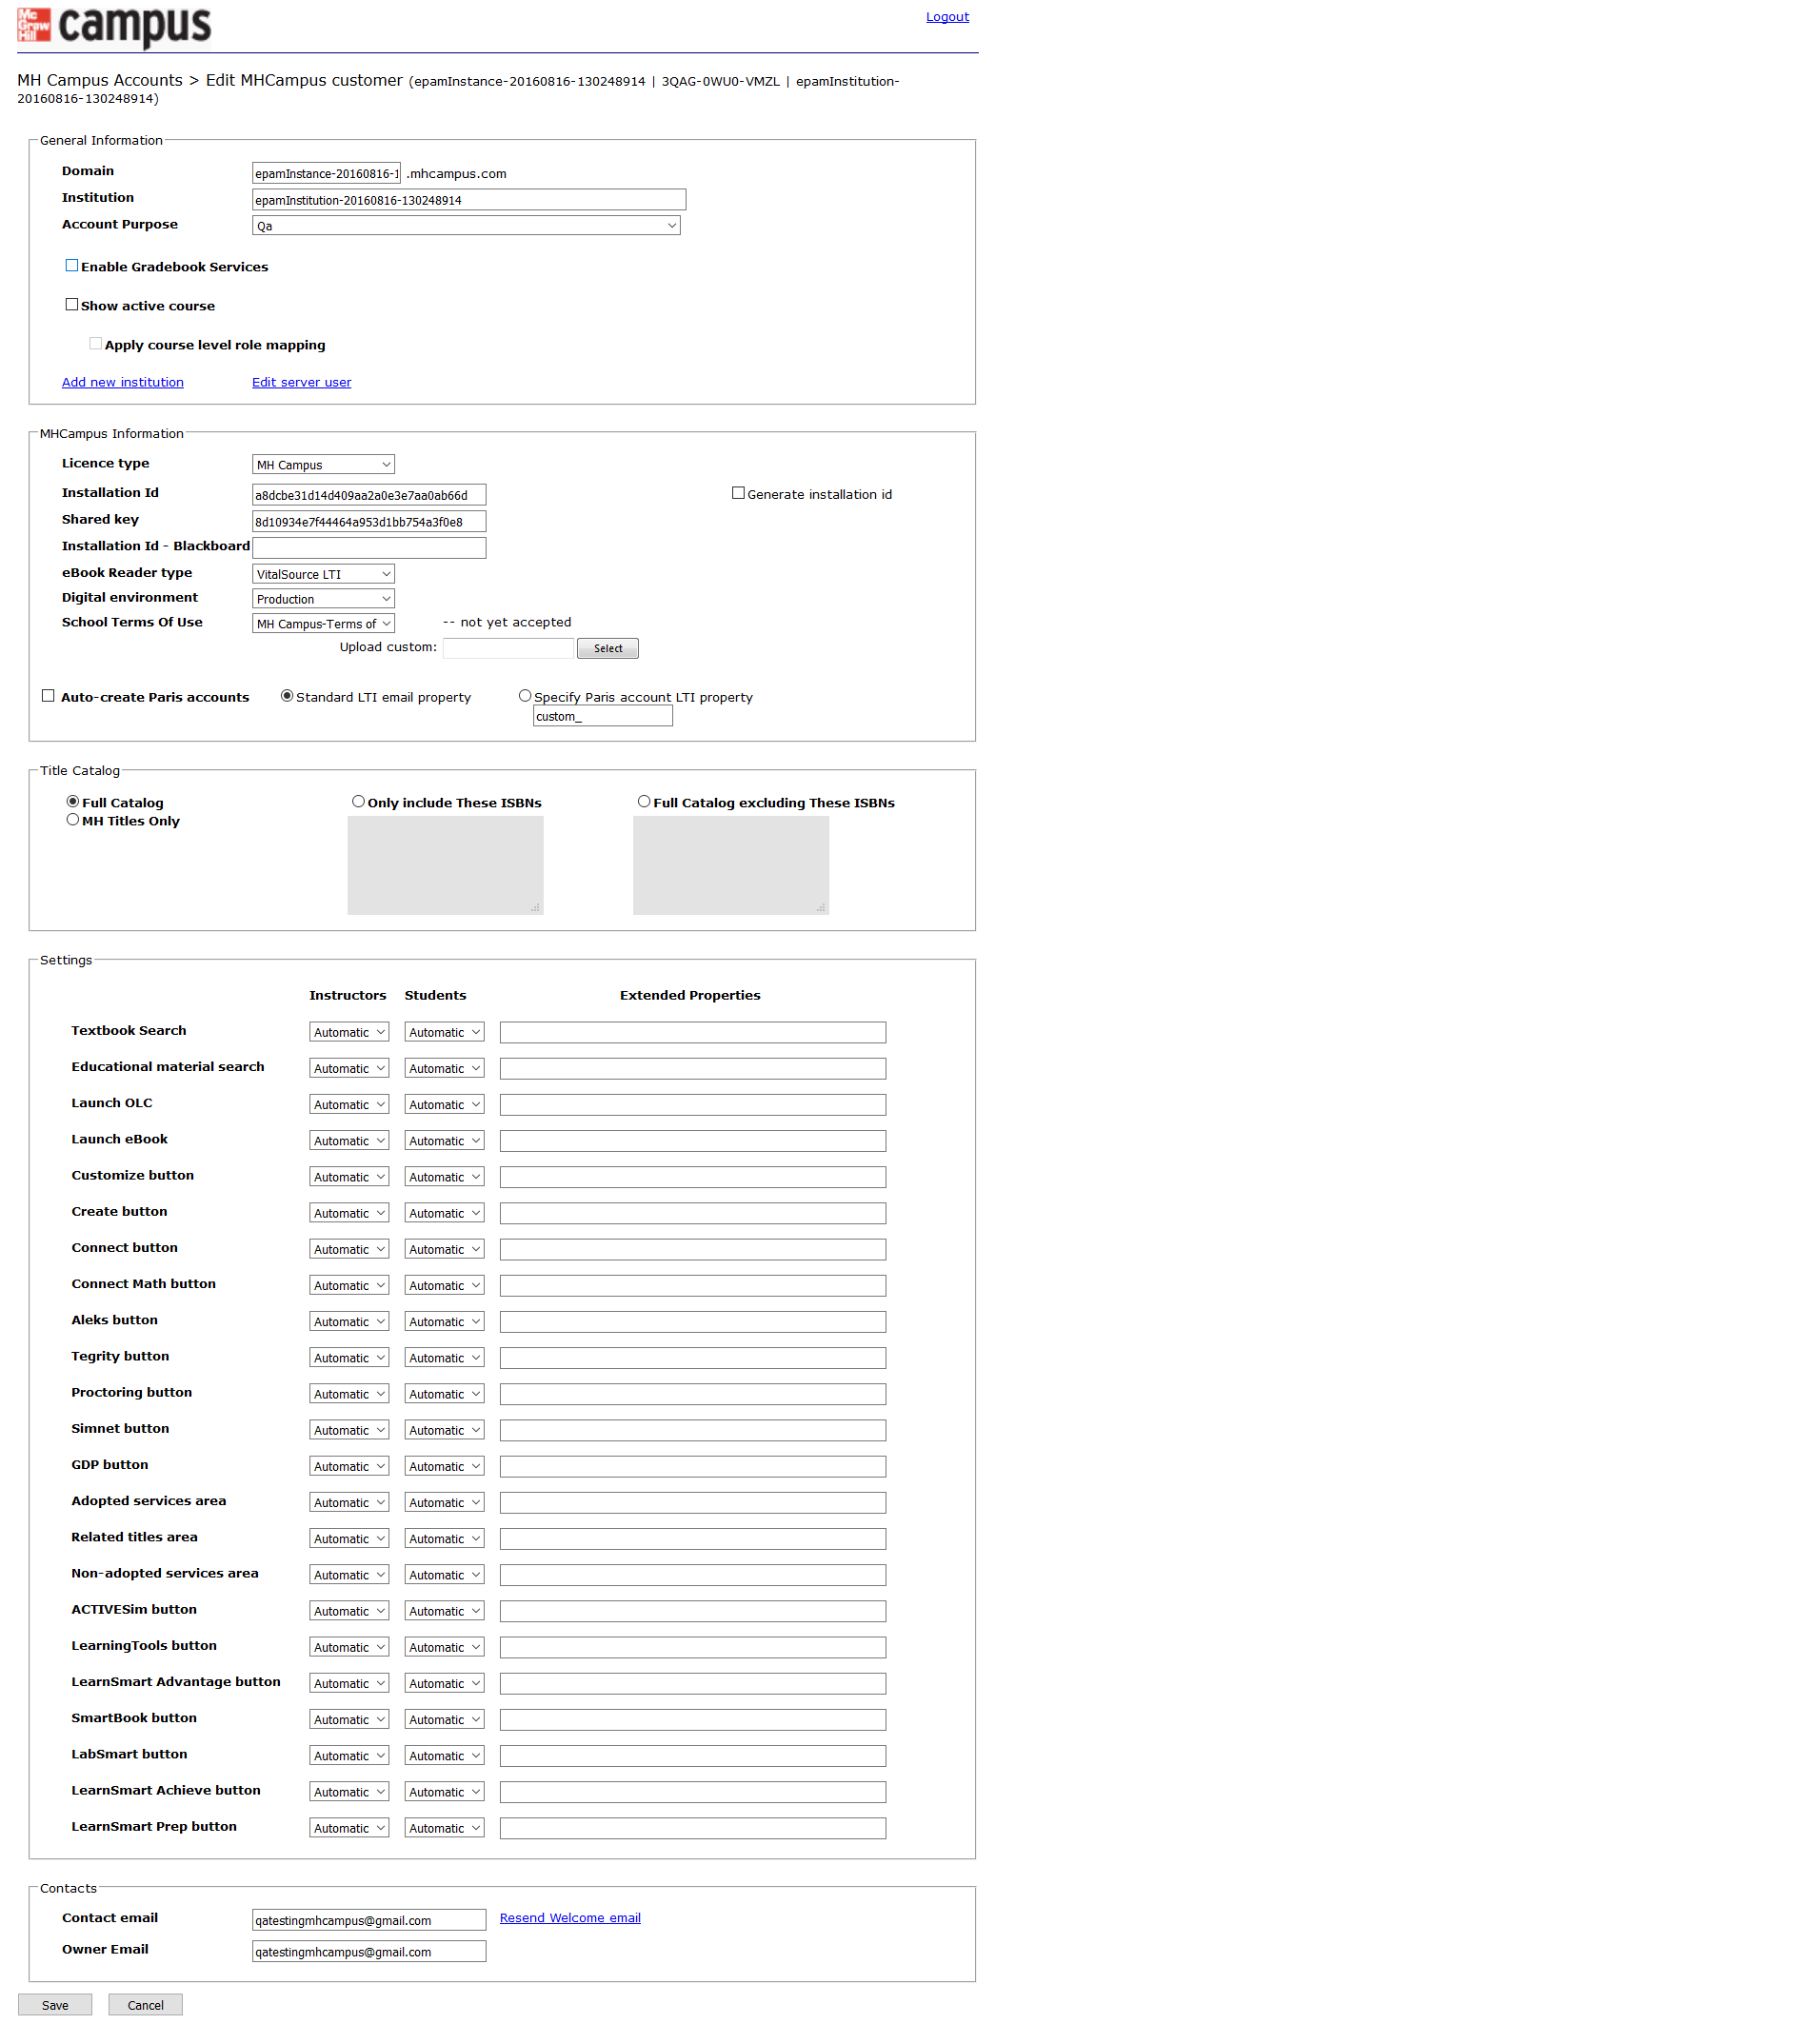 Mc Graw Hill campus
Logout
MH Campus Accounts > Edit MHCampus customer (epamInstance-20160816-130248914 | 3QAG-0WU0-VMZL | epamInstitution-
20160816-130248914)
General Information
Domain epamInstance-20160816-1 .mhcampus.com
Institution epamInstitution-20160816-130248914
Account Purpose Qa
Enable Gradebook Services
Show active course
Apply course level role mapping
Add new institution Edit server user
MHCampus Information
Licence type MH Campus
Installation Id a8dcbe31d14d409aa2a0e3e7aa0ab66d Generate installation id
Shared key 8d10934e7f44464a953d1bb754a3f0e8
Installation Id - Blackboard
eBook Reader type VitalSource LTI
Digital environment Production
School Terms Of Use MH Campus-Terms of -- not yet accepted
Upload custom: Select
Auto-create Paris accounts Standard LTI email property Specify Paris account LTI property
custom_
Title Catalog
Full Catalog Only include These ISBNs Full Catalog excluding These ISBNs
MH Titles Only
Settings
Instructors Students Extended Properties
Textbook Search Automatic Automatic
Educational material search Automatic Automatic
Launch OLC Automatic Automatic
Launch eBook Automatic Automatic
Customize button Automatic Automatic
Create button Automatic Automatic
Connect button Automatic Automatic
Connect Math button Automatic Automatic
Aleks button Automatic Automatic
Tegrity button Automatic Automatic
Proctoring button Automatic Automatic
Simnet button Automatic Automatic
GDP button Automatic Automatic
Adopted services area Automatic Automatic
Related titles area Automatic Automatic
Non-adopted services area Automatic Automatic
ACTIVESim button Automatic Automatic
LearningTools button Automatic Automatic
LearnSmart Advantage button Automatic Automatic
SmartBook button Automatic Automatic
LabSmart button Automatic Automatic
LearnSmart Achieve button Automatic Automatic
LearnSmart Prep button Automatic Automatic
Contacts
Contact email qatestingmhcampus@gmail.com Resend Welcome email
Owner Email qatestingmhcampus@gmail.com
Save Cancel